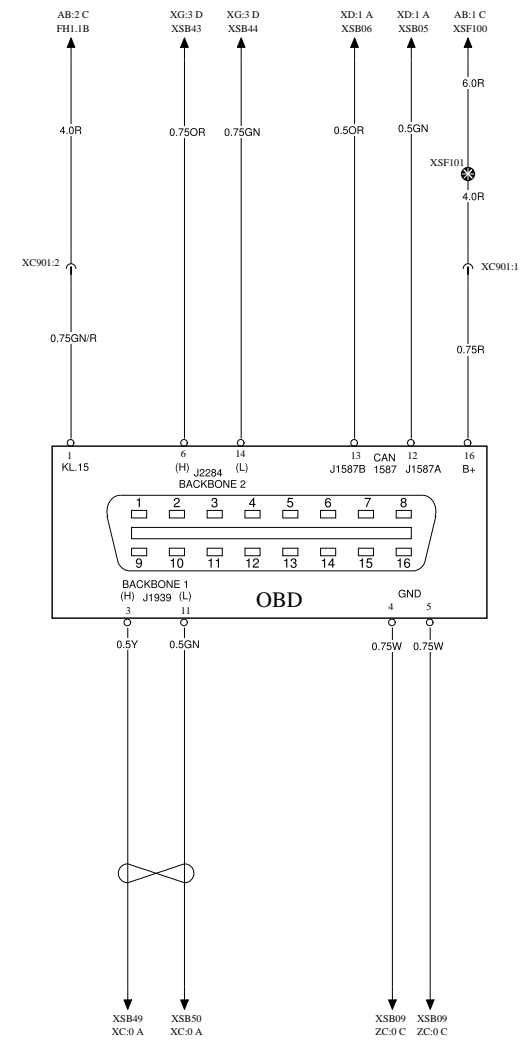 AB:2 C XG:3 D XG:3 D XD:1 A XD:1 A AB:1 C
FH1.1B XSB43 XSB44 XSB06 XSB05 XSF100
6.0R
4.0R 0.75OR 0.75GN 0.5OR 0.5GN
XSF101
4.0R
XC901:2 XC901:1
0.75GN/R 0.75R
1 6 14 13 CAN 12 16
KL.15 (H) J2284 (L) J1587B 1587 J1587A B+
BACKBONE 2
1 2 3 4 5 6 7 8
9 10 11 12 13 14 15 16
BACKBONE 1
(H) J1939 (L) OBD GND
3 11 4 5
0.5Y 0.5GN 0.75W 0.75W
XSB49 XSB50 XSB09 XSB09
XC:0 A XC:0 A ZC:0 C ZC:0 C